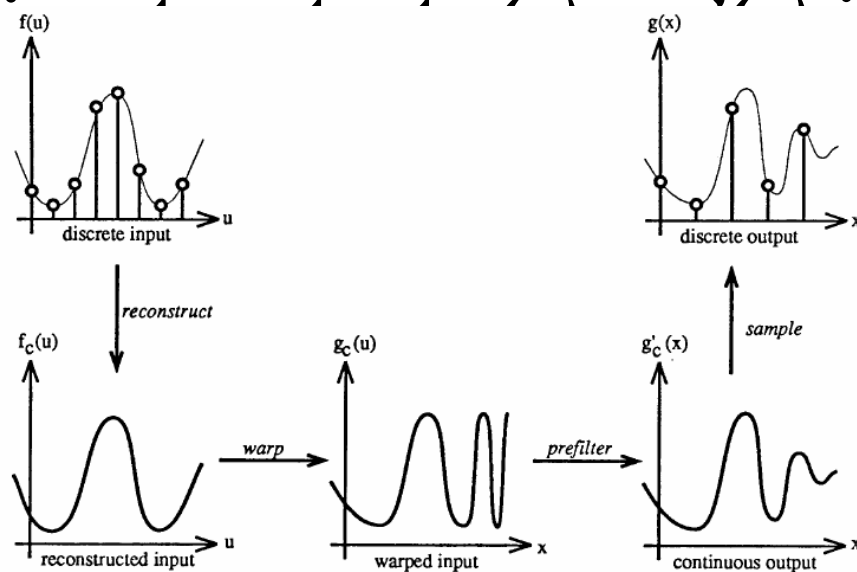 f(u)
u
discrete input
g(x)
x
discrete output
reconstruct
sample
f_c(u)
u
reconstructed input
warp
g_c(u)
x
warped input
prefilter
g'_c(x)
x
continuous output